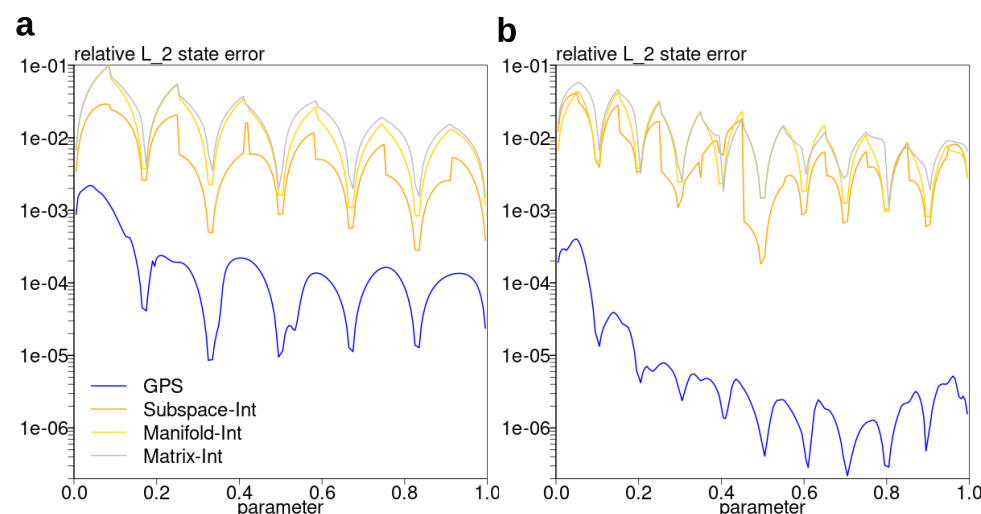 a
relative L_2 state error
1e-01
1e-02
1e-03
1e-04
1e-05
1e-06
GPS
Subspace-Int
Manifold-Int
Matrix-Int
0.0 0.2 0.4 0.6 0.8 1.0
parameter
b
relative L_2 state error
1e-01
1e-02
1e-03
1e-04
1e-05
1e-06
0.0 0.2 0.4 0.6 0.8 1.0
parameter